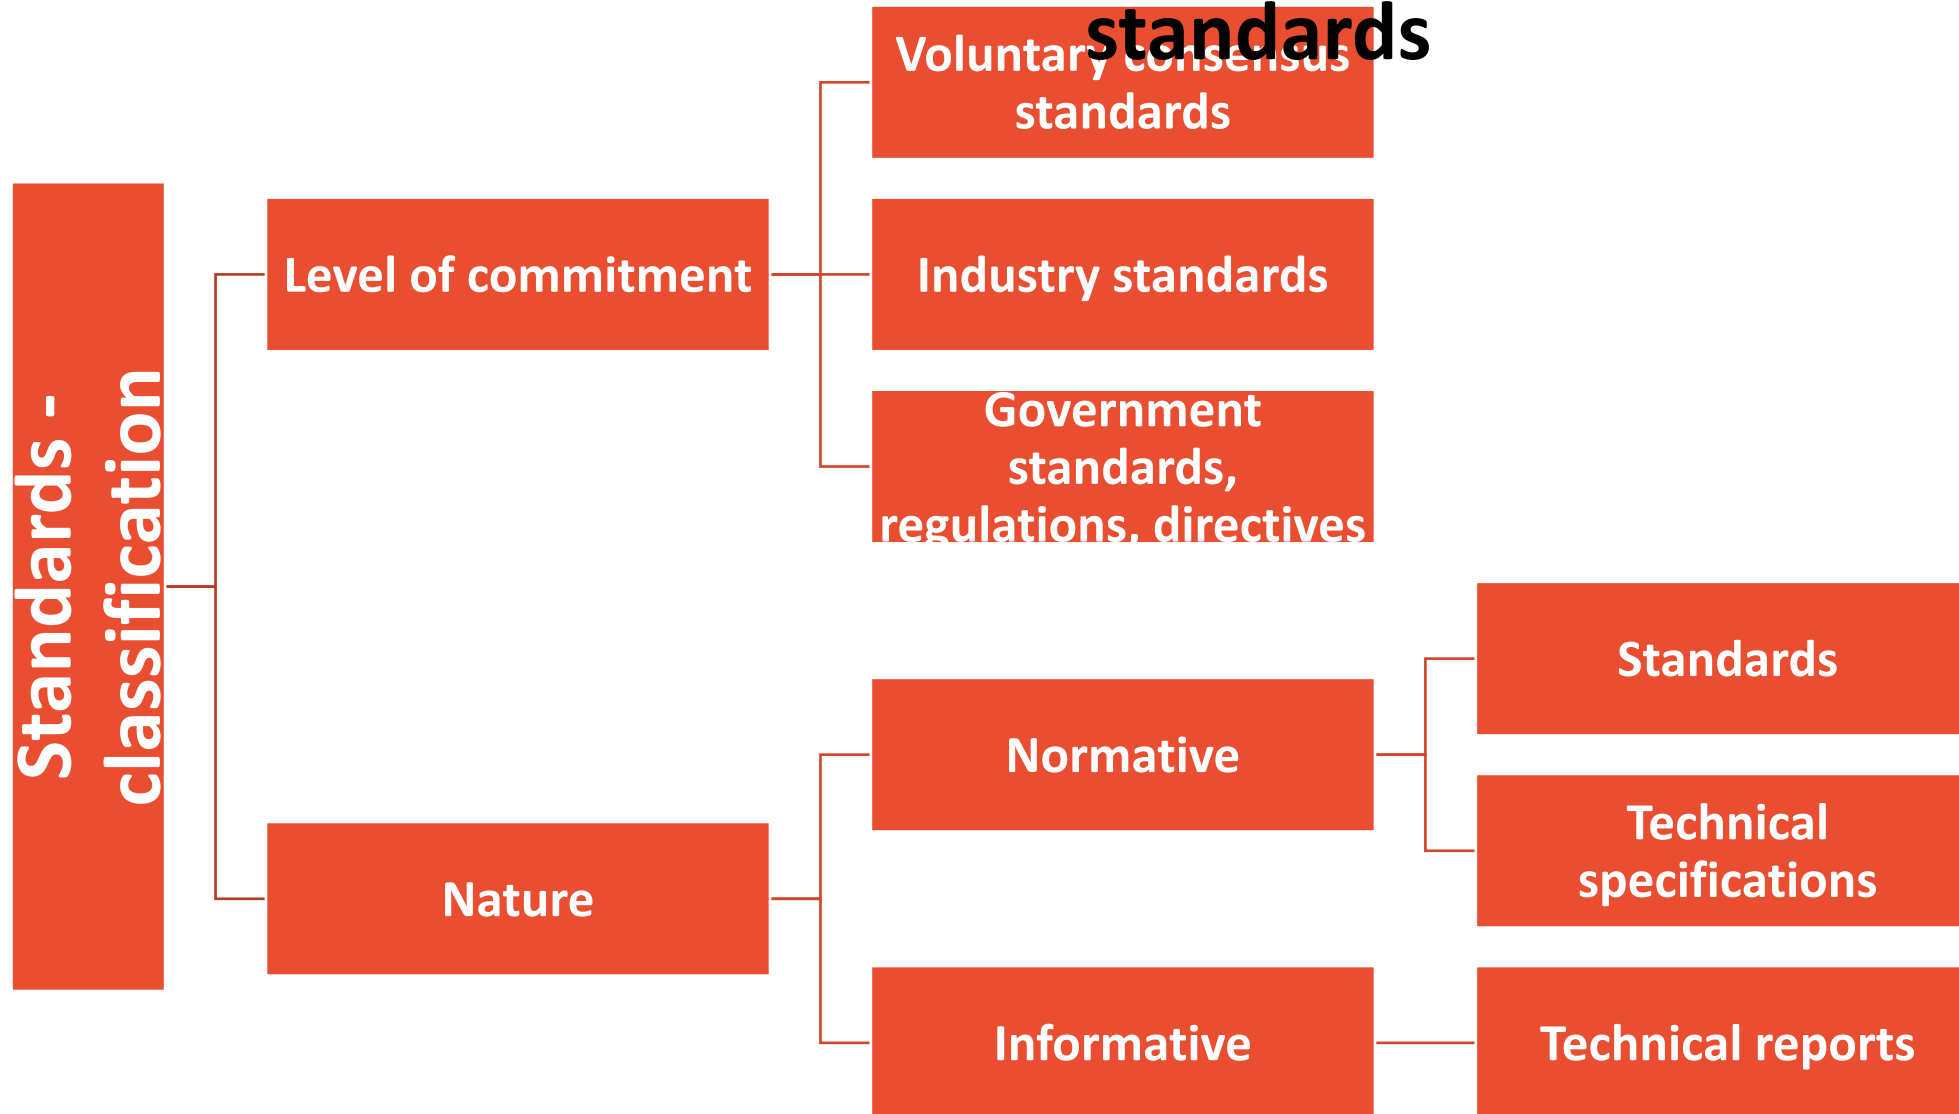 standards
Voluntary consensus
standards
Standards -
classification
Level of commitment
Industry standards
Government
standards,
regulations, directives
Nature
Normative
Standards
Technical
specifications
Informative
Technical reports